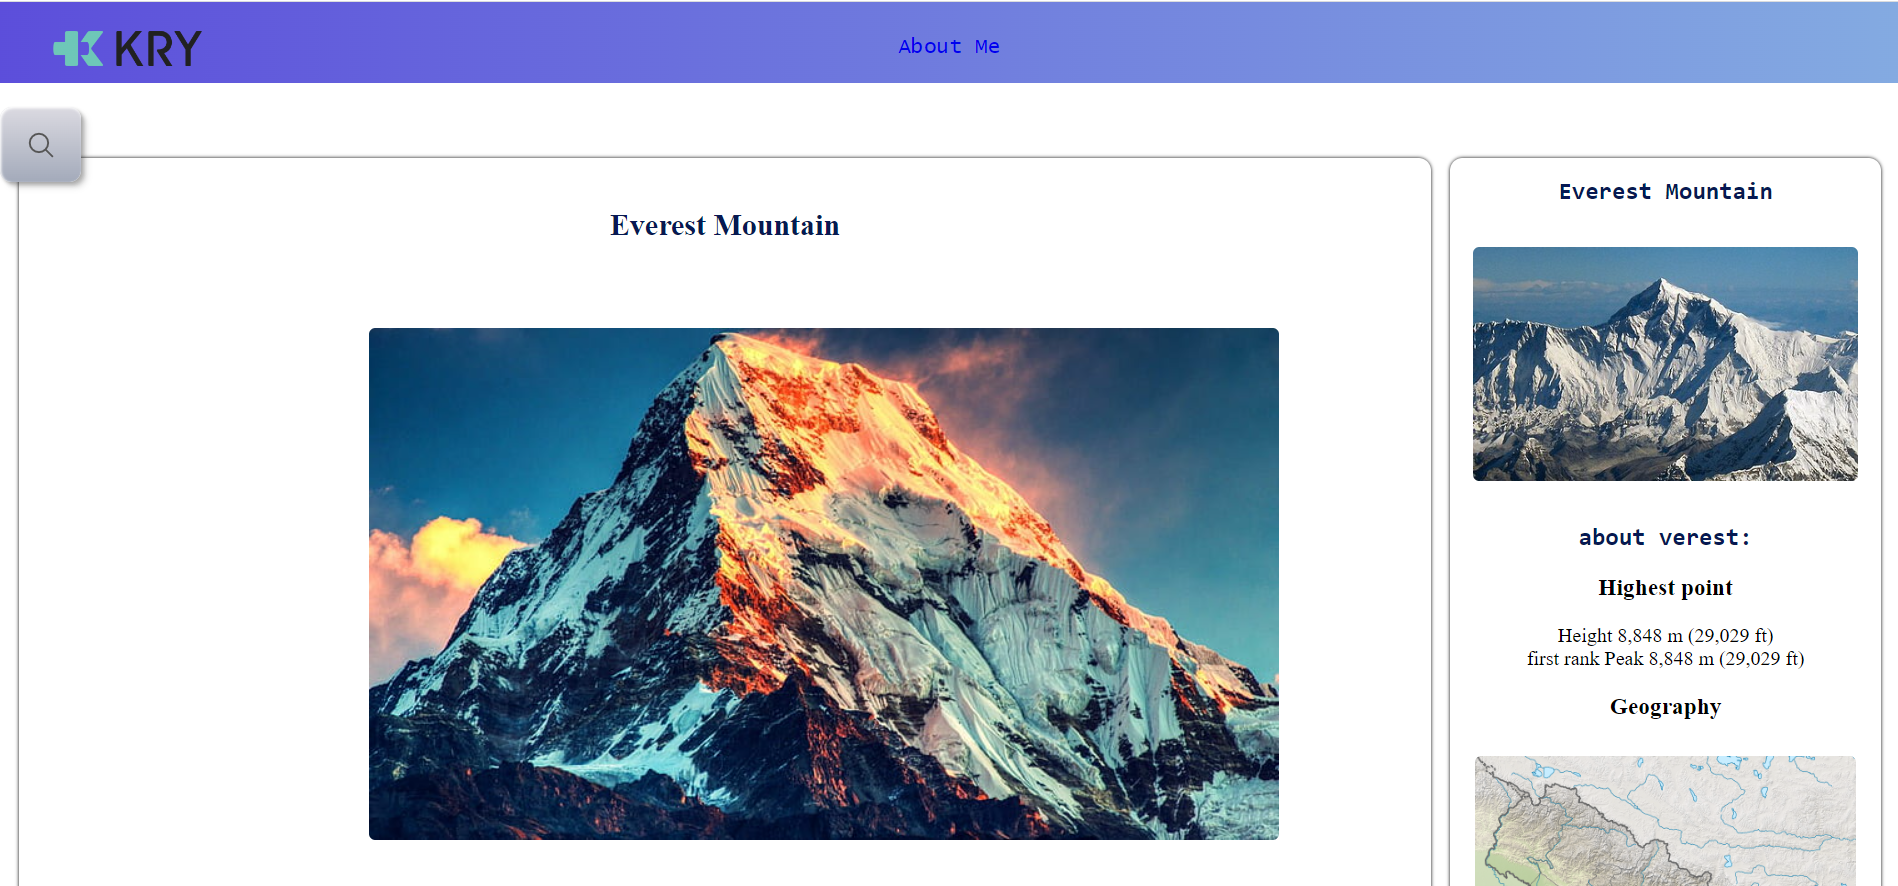 KRY
About Me
Everest Mountain
Everest Mountain
about verest:
Highest point
Height 8,848 m (29,029 ft)
first rank Peak 8,848 m (29,029 ft)
Geography